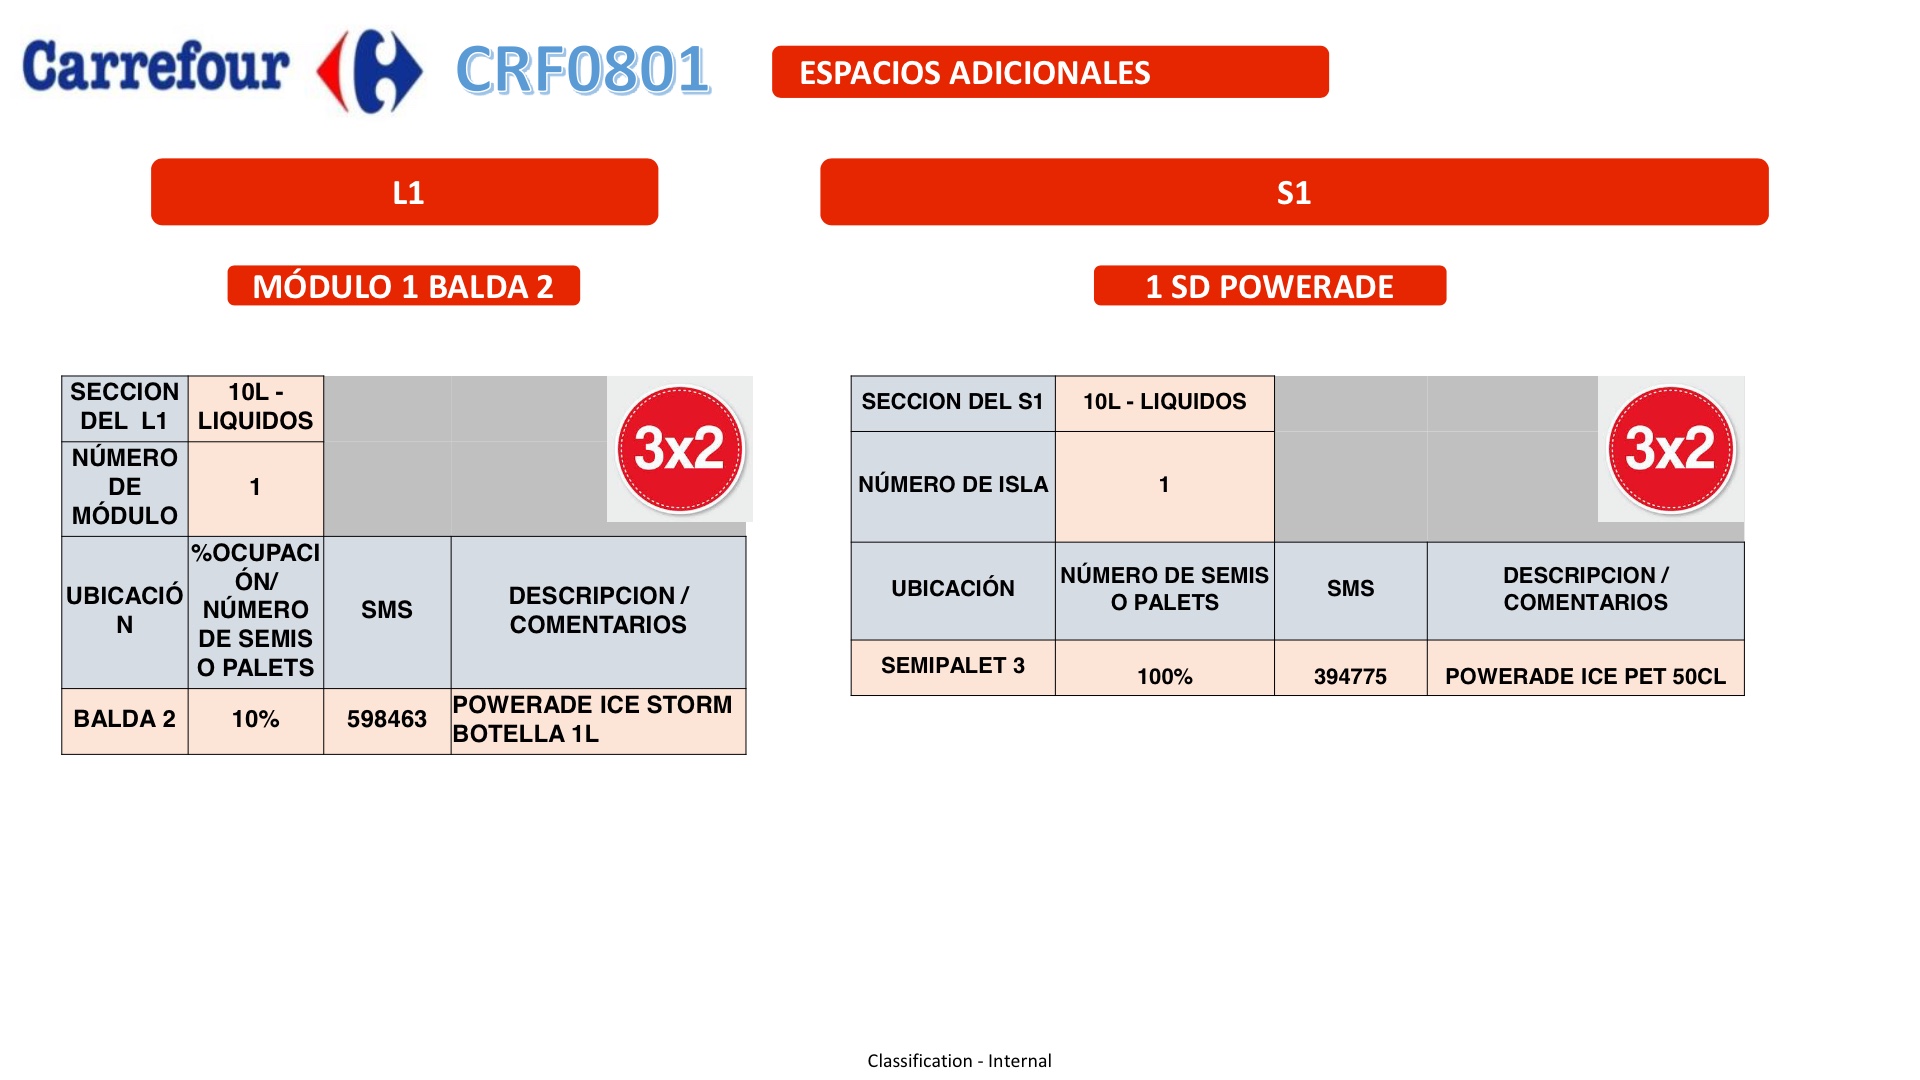 Carrefour
CRF0801
ESPACIOS ADICIONALES
L1
S1
MÓDULO 1 BALDA 2
1 SD POWERADE
SECCION
DEL L1
10L -
LIQUIDOS
3x2
NÚMERO
DE
MÓDULO
1
UBICACIÓ
N
%OCUPACI
ÓN/
NÚMERO
DE SEMIS
O PALETS
SMS
DESCRIPCION /
COMENTARIOS
BALDA 2
10%
598463
POWERADE ICE STORM
BOTELLA 1L
SECCION DEL S1
10L - LIQUIDOS
3x2
NÚMERO DE ISLA
1
UBICACIÓN
NÚMERO DE SEMIS
O PALETS
SMS
DESCRIPCION /
COMENTARIOS
SEMIPALET 3
100%
394775
POWERADE ICE PET 50CL
Classification - Internal